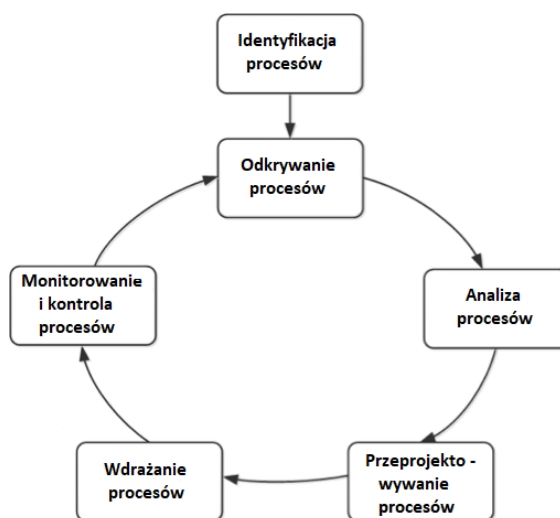 Identyfikacja
procesów
Odkrywanie
procesów
Monitorowanie
i kontrola
procesów
Analiza
procesów
Wdrażanie
procesów
Przeprojekto -
wywanie
procesów